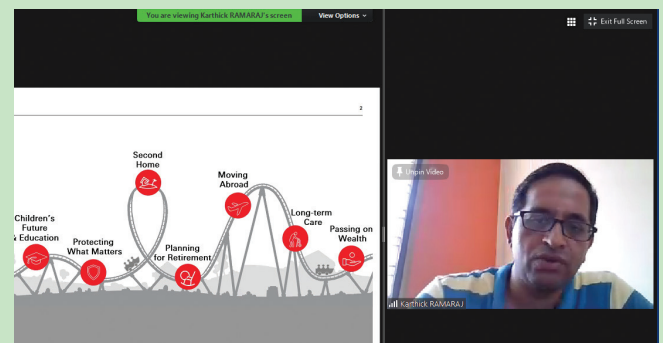 You are viewing Karthick RAMARAJ's screen
View Options
Exit Full Screen
2
Second
Home
Moving
Abroad
Children's
Future
& Education
Protecting
What Matters
Planning
for Retirement
Long-term
Care
Passing on
Wealth
Unpin Video
Karthick RAMARAJ